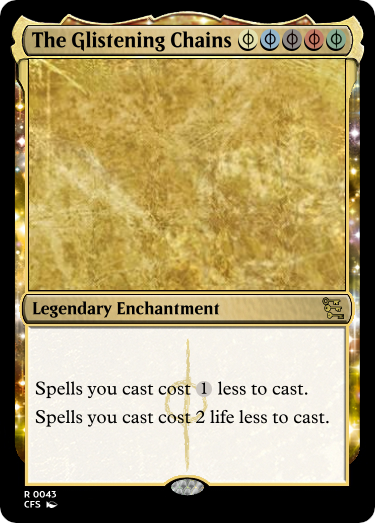 The Glistening Chains
Legendary Enchantment
Spells you cast cost 1 less to cast.
Spells you cast cost 2 life less to cast.
R 0043
CFS